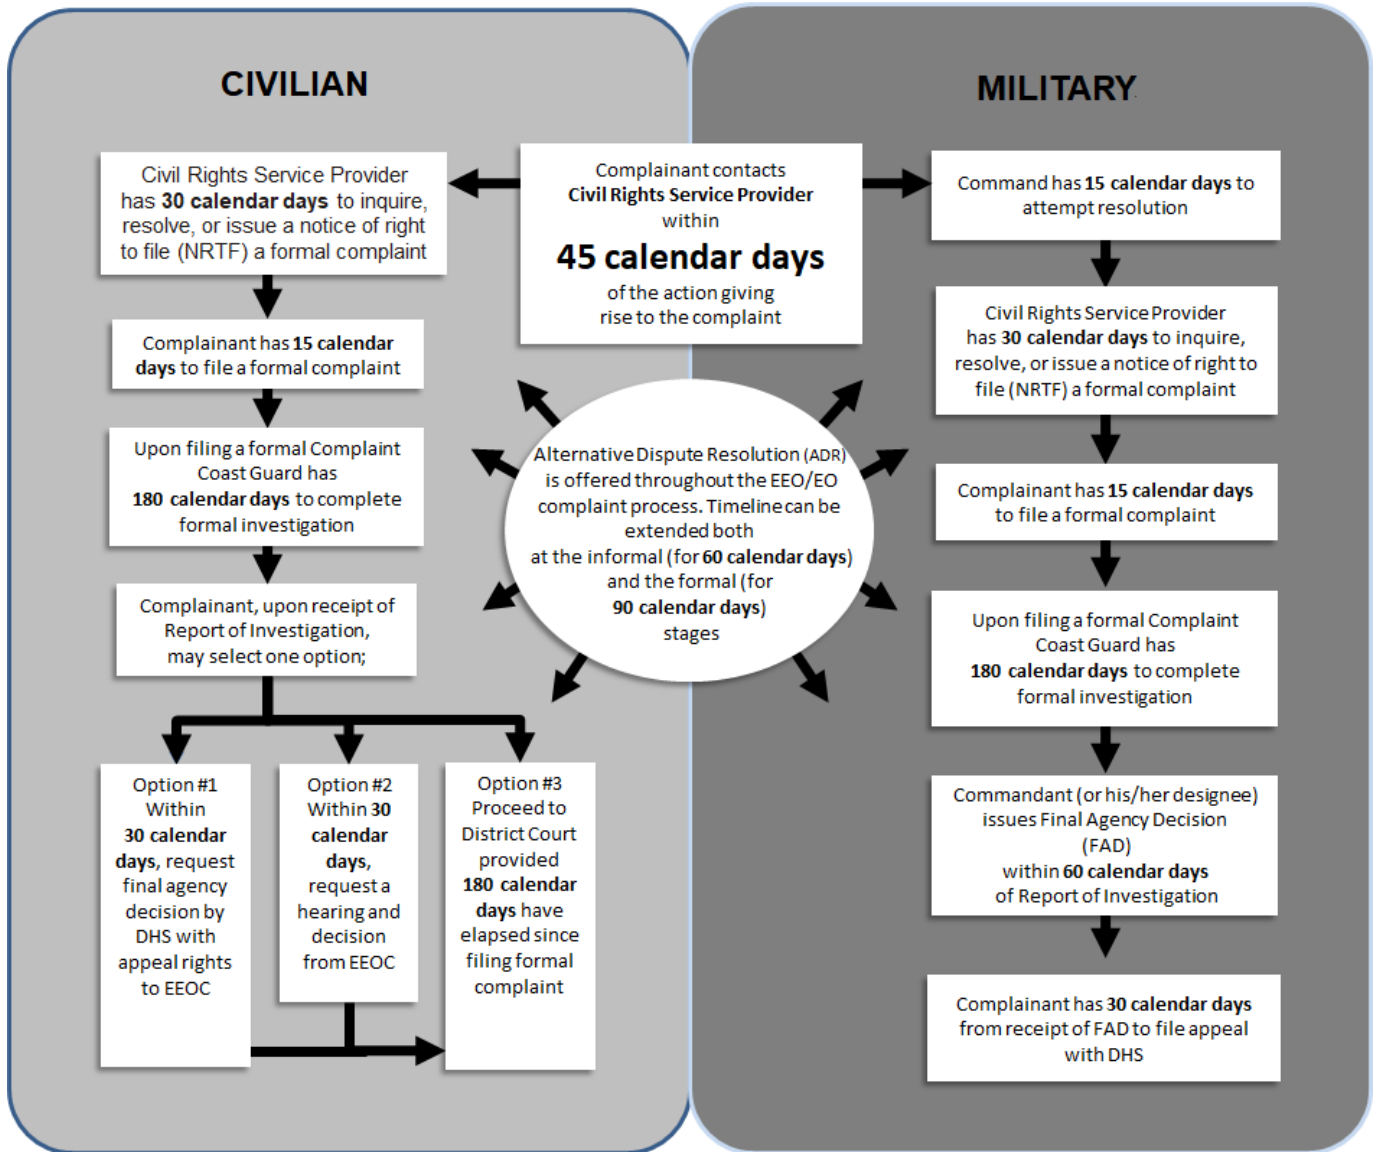 CIVILIAN
Civil Rights Service Provider
has 30 calendar days to inquire,
resolve, or issue a notice of right
to file (NRTF) a formal complaint
Complainant has 15 calendar
days to file a formal complaint
Upon filing a formal Complaint
Coast Guard has
180 calendar days to complete
formal investigation
Complainant, upon receipt of
Report of Investigation,
may select one option;
Option #1
Within
30 calendar
days, request
final agency
decision by
DHS with
appeal rights
to EEOC
Option #2
Within 30
calendar
days,
request a
hearing and
decision
from EEOC
Option #3
Proceed to
District Court
provided
180 calendar
days have
elapsed since
filing formal
complaint
Complainant contacts
Civil Rights Service Provider
within
45 calendar days
of the action giving
rise to the complaint
Alternative Dispute Resolution (ADR)
is offered throughout the EEO/EO
complaint process. Timeline can be
extended both
at the informal (for 60 calendar days)
and the formal (for
90 calendar days)
stages
MILITARY
Command has 15 calendar days to
attempt resolution
Civil Rights Service Provider
has 30 calendar days to inquire,
resolve, or issue a notice of right to
file (NRTF) a formal complaint
Complainant has 15 calendar days
to file a formal complaint
Upon filing a formal Complaint
Coast Guard has
180 calendar days to complete
formal investigation
Commandant (or his/her designee)
issues Final Agency Decision
(FAD)
within 60 calendar days
of Report of Investigation
Complainant has 30 calendar days
from receipt of FAD to file appeal
with DHS